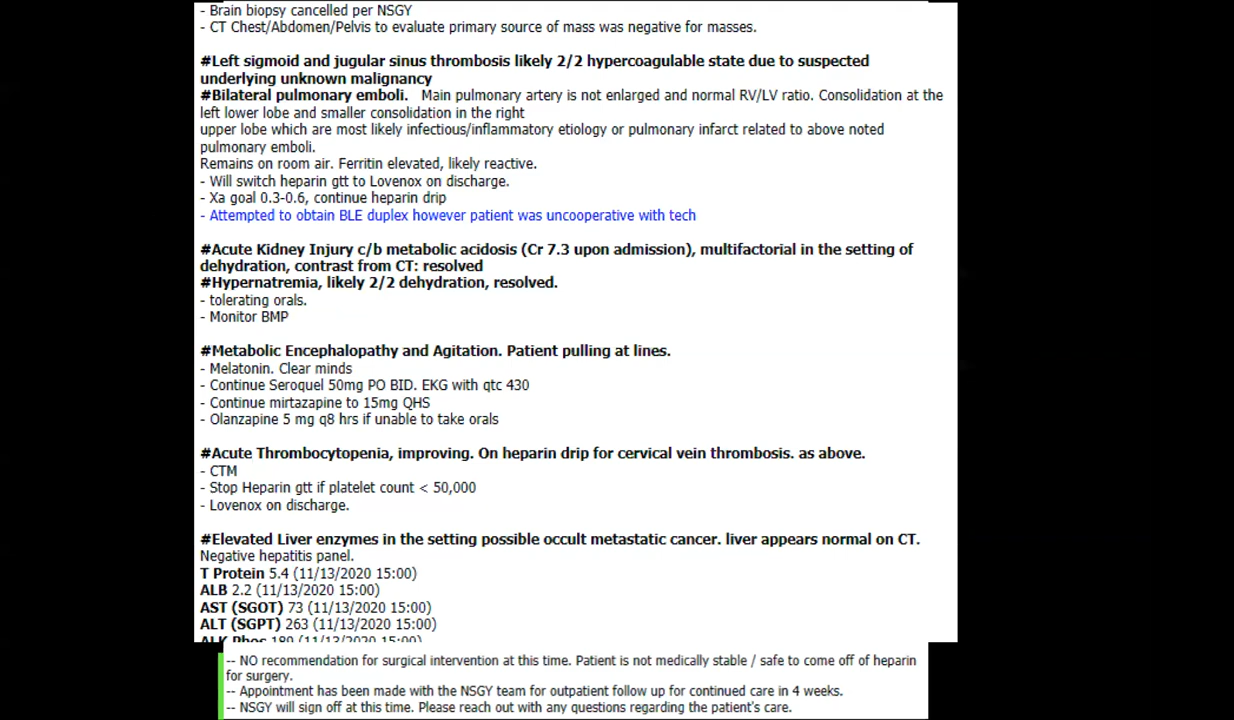 - Brain biopsy cancelled per NSGY
- CT Chest/Abdomen/Pelvis to evaluate primary source of mass was negative for masses.
#Left sigmoid and jugular sinus thrombosis likely 2/2 hypercoagulable state due to suspected
underlying unknown malignancy
#Bilateral pulmonary emboli. Main pulmonary artery is not enlarged and normal RV/LV ratio. Consolidation at the
left lower lobe and smaller consolidation in the right
upper lobe which are most likely infectious/inflammatory etiology or pulmonary infarct related to above noted
pulmonary emboli.
Remains on room air. Ferritin elevated, likely reactive.
- Will switch heparin gtt to Lovenox on discharge.
- Xa goal 0.3-0.6, continue heparin drip
- Attempted to obtain BLE duplex however patient was uncooperative with tech
#Acute Kidney Injury c/b metabolic acidosis (Cr 7.3 upon admission), multifactorial in the setting of
dehydration, contrast from CT: resolved
#Hypernatremia, likely 2/2 dehydration, resolved.
- tolerating orals.
- Monitor BMP
#Metabolic Encephalopathy and Agitation. Patient pulling at lines.
- Melatonin. Clear minds
- Continue Seroquel 50mg PO BID. EKG with qtc 430
- Continue mirtazapine to 15mg QHS
- Olanzapine 5 mg q8 hrs if unable to take orals
#Acute Thrombocytopenia, improving. On heparin drip for cervical vein thrombosis. as above.
- CTM
- Stop Heparin gtt if platelet count < 50,000
- Lovenox on discharge.
#Elevated Liver enzymes in the setting possible occult metastatic cancer. liver appears normal on CT.
Negative hepatitis panel.
T Protein 5.4 (11/13/2020 15:00)
ALB 2.2 (11/13/2020 15:00)
AST (SGOT) 73 (11/13/2020 15:00)
ALT (SGPT) 263 (11/13/2020 15:00)
ALK Phos 189 (11/13/2020 15:00)
-- NO recommendation for surgical intervention at this time. Patient is not medically stable / safe to come off of heparin
for surgery.
-- Appointment has been made with the NSGY team for outpatient follow up for continued care in 4 weeks.
-- NSGY will sign off at this time. Please reach out with any questions regarding the patient's care.